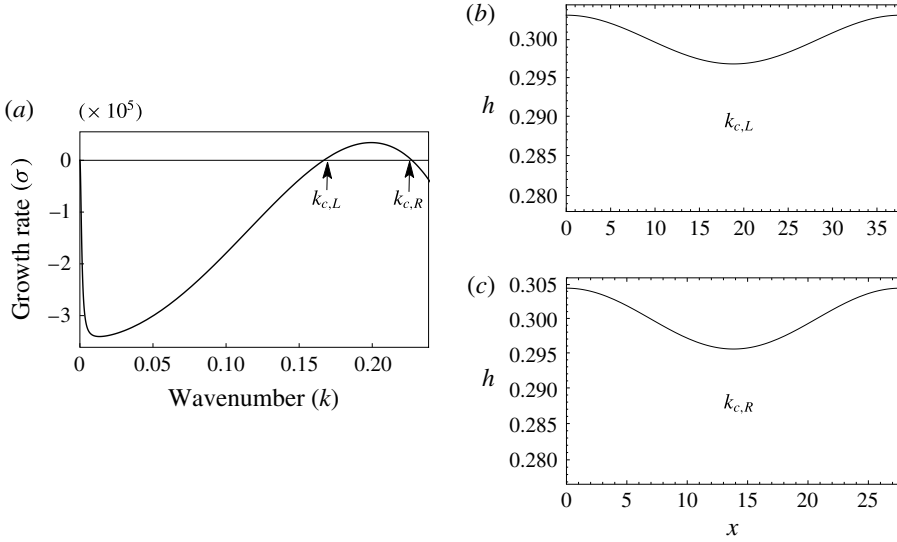 (a)
(× 10⁵)
Growth rate (σ)
0
−1
−2
−3
k_{c,L}
k_{c,R}
0
0.05
0.10
0.15
0.20
Wavenumber (k)
(b)
h
0.300
0.295
0.290
0.285
0.280
k_{c,L}
0
5
10
15
20
25
30
35
(c)
h
0.305
0.300
0.295
0.290
0.285
0.280
k_{c,R}
0
5
10
15
20
25
x